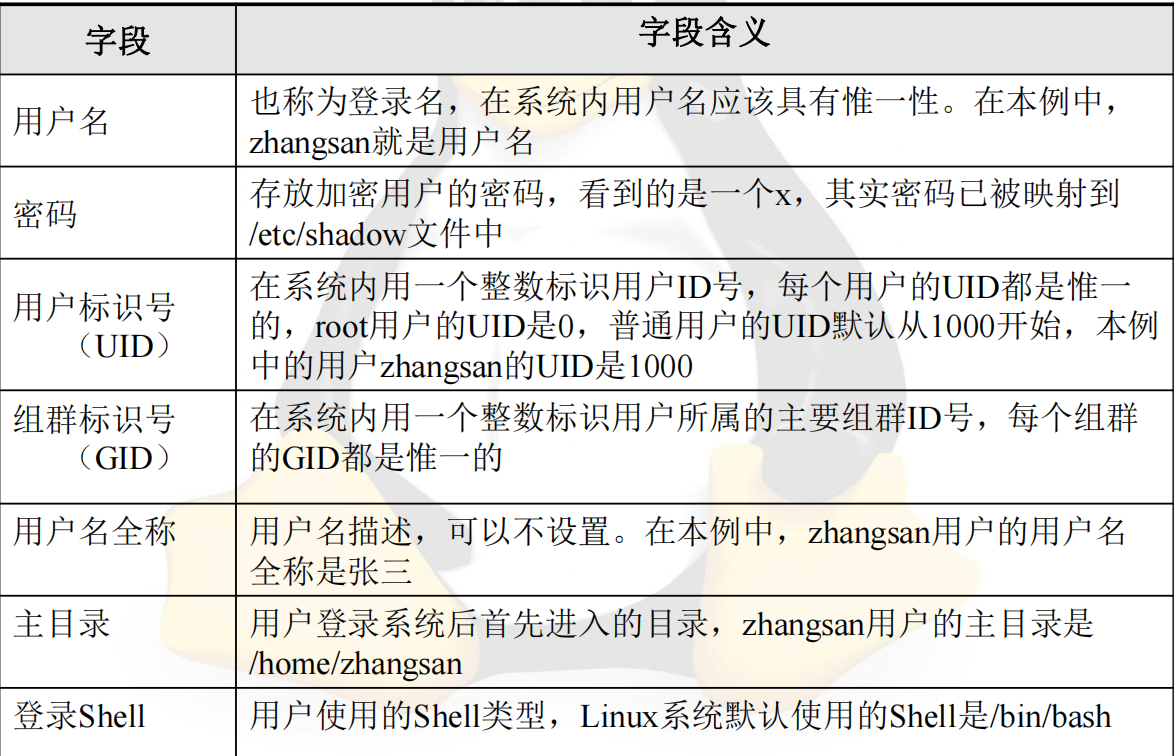 字段
字段含义
用户名
也称为登录名，在系统内用户名应该具有惟一性。在本例中，
zhangsan就是用户名
密码
存放加密用户的密码，看到的是一个x，其实密码已被映射到
/etc/shadow文件中
用户标识号
（UID）
在系统内用一个整数标识用户ID号，每个用户的UID都是惟一
的，root用户的UID是0，普通用户的UID默认从1000开始，本例
中的用户zhangsan的UID是1000
组群标识号
（GID）
在系统内用一个整数标识用户所属的主要组群ID号，每个组群
的GID都是惟一的
用户名全称
用户名描述，可以不设置。在本例中，zhangsan用户的用户名
全称是张三
主目录
用户登录系统后首先进入的目录，zhangsan用户的主目录是
/home/zhangsan
登录Shell
用户使用的Shell类型，Linux系统默认使用的Shell是/bin/bash